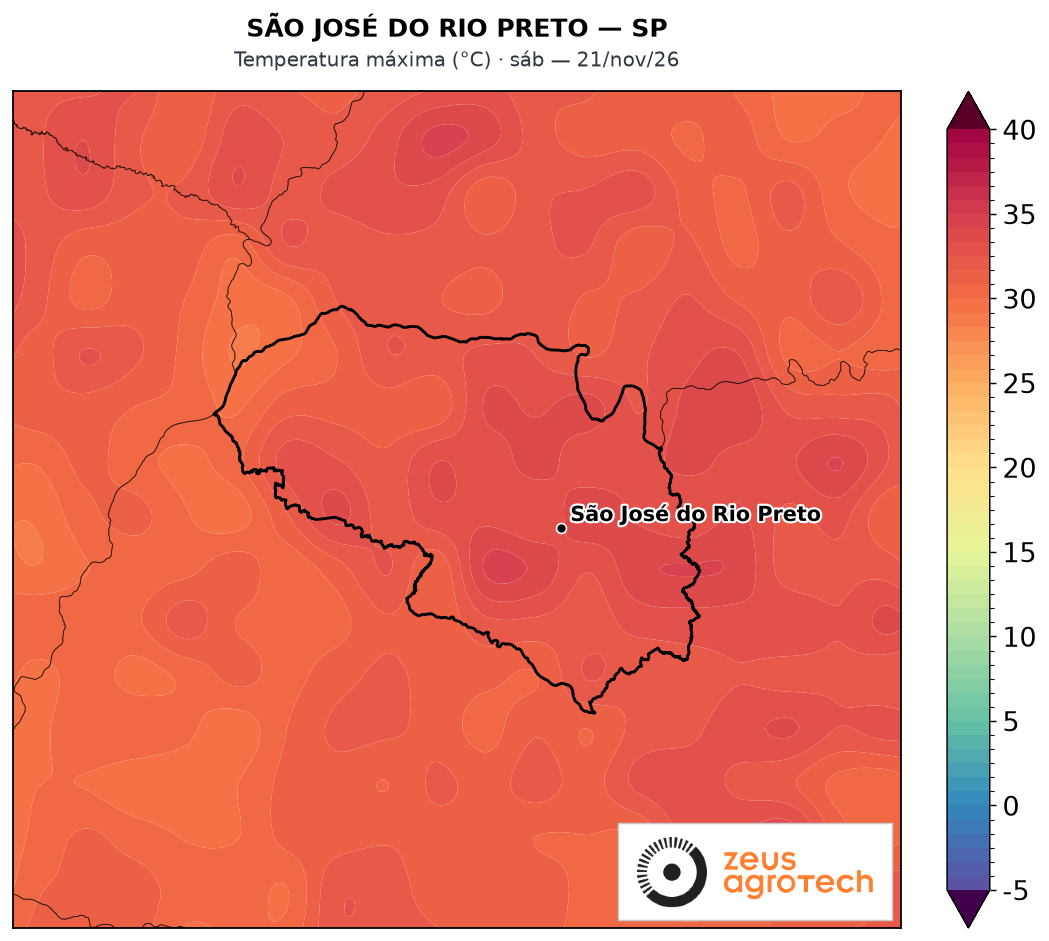 SÃO JOSÉ DO RIO PRETO — SP
Temperatura máxima (°C) · sáb — 21/nov/26
40
35
30
25
20
15
10
5
0
-5
São José do Rio Preto
zeus
agrotech